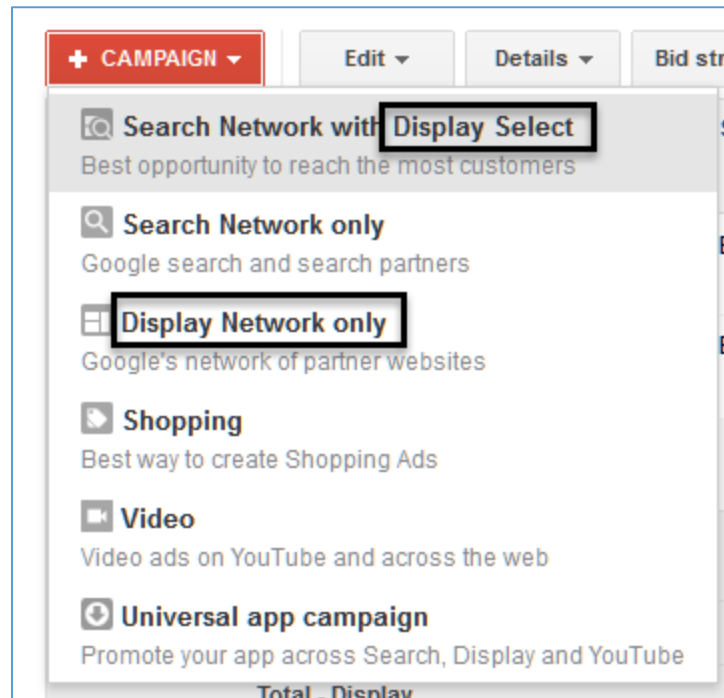 + CAMPAIGN Edit Details Bid str
Search Network with Display Select
Best opportunity to reach the most customers
Search Network only
Google search and search partners
Display Network only
Google's network of partner websites
Shopping
Best way to create Shopping Ads
Video
Video ads on YouTube and across the web
Universal app campaign
Promote your app across Search, Display and YouTube
Total - Display